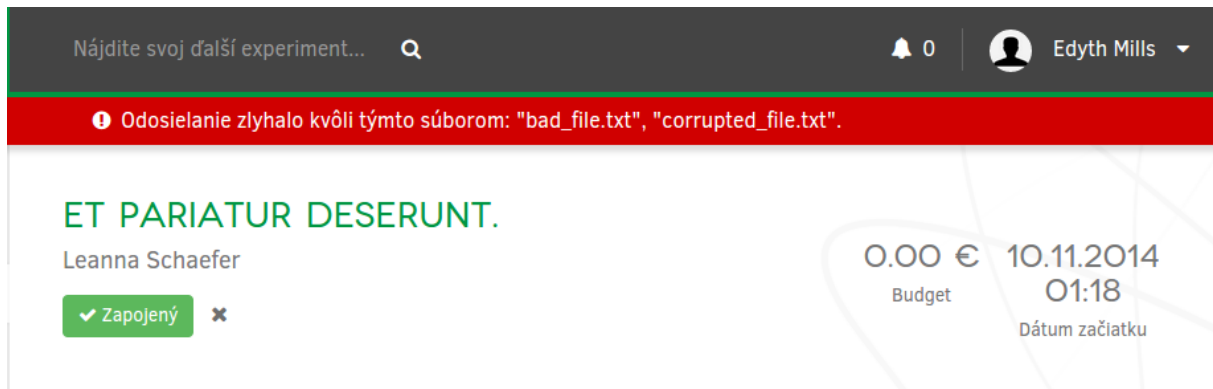 Nájdite svoj ďalší experiment...
0
Edyth Mills
Odosielanie zlyhalo kvôli týmto súborom: "bad_file.txt", "corrupted_file.txt".
ET PARIATUR DESERUNT.
Leanna Schaefer
Zapojený
0.00 €
Budget
10.11.2014
01:18
Dátum začiatku